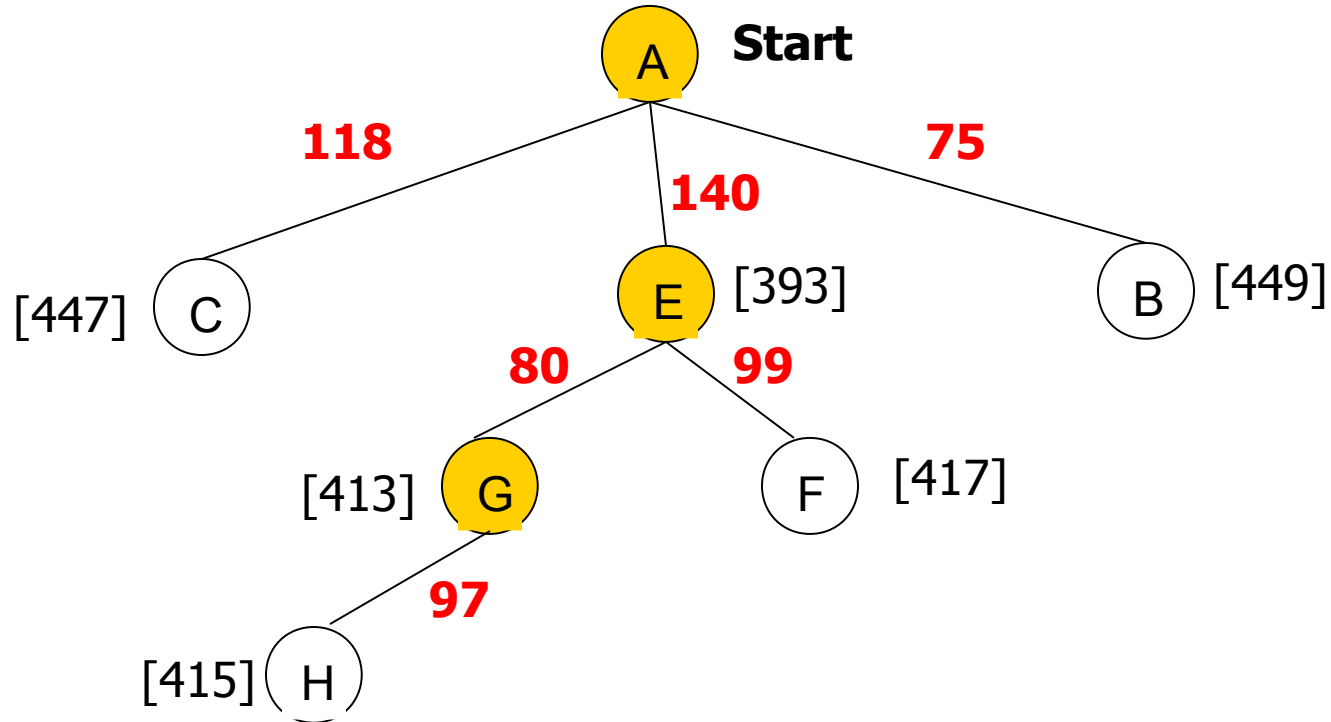 A Start
118
75
140
[447] C
E [393]
B [449]
80
99
[413] G
F [417]
97
[415] H